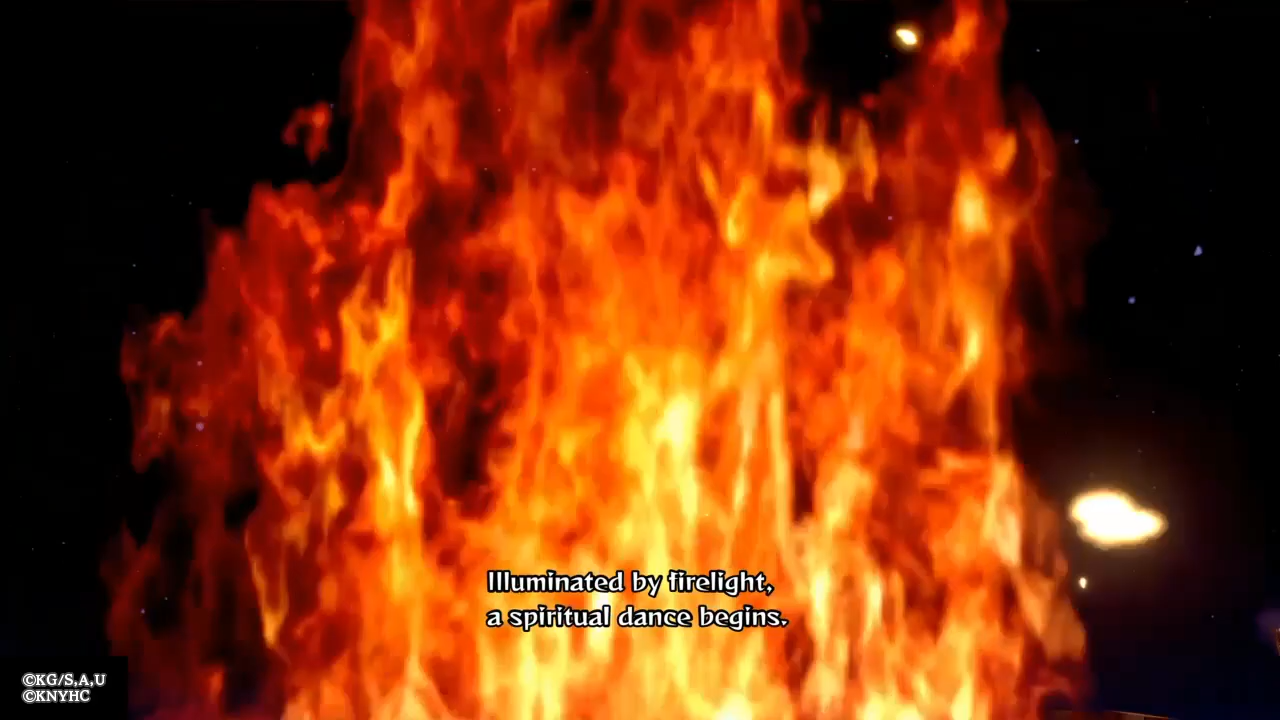 Illuminated by firelight,
a spiritual dance begins.
©KG/S,A,U
©KNYHC